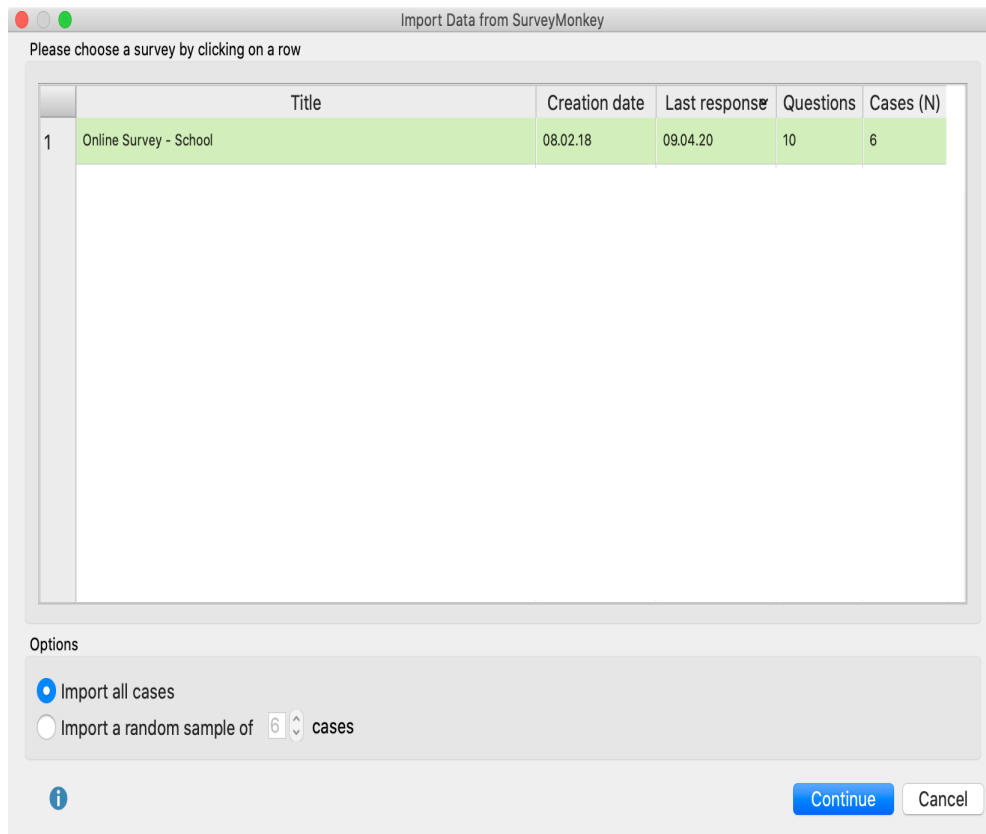 Import Data from SurveyMonkey
Please choose a survey by clicking on a row
Title Creation date Last response Questions Cases (N)
1 Online Survey - School 08.02.18 09.04.20 10 6
Options
Import all cases
Import a random sample of 6 cases
i
Continue Cancel